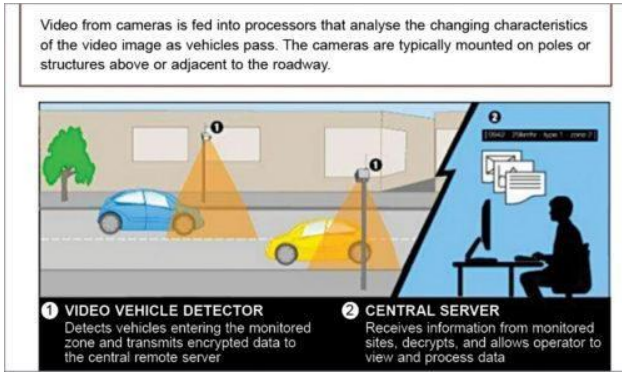 Video from cameras is fed into processors that analyse the changing characteristics
of the video image as vehicles pass. The cameras are typically mounted on poles or
structures above or adjacent to the roadway.
1
1
2
1 VIDEO VEHICLE DETECTOR
Detects vehicles entering the monitored
zone and transmits encrypted data to
the central remote server
2 CENTRAL SERVER
Receives information from monitored
sites, decrypts, and allows operator to
view and process data